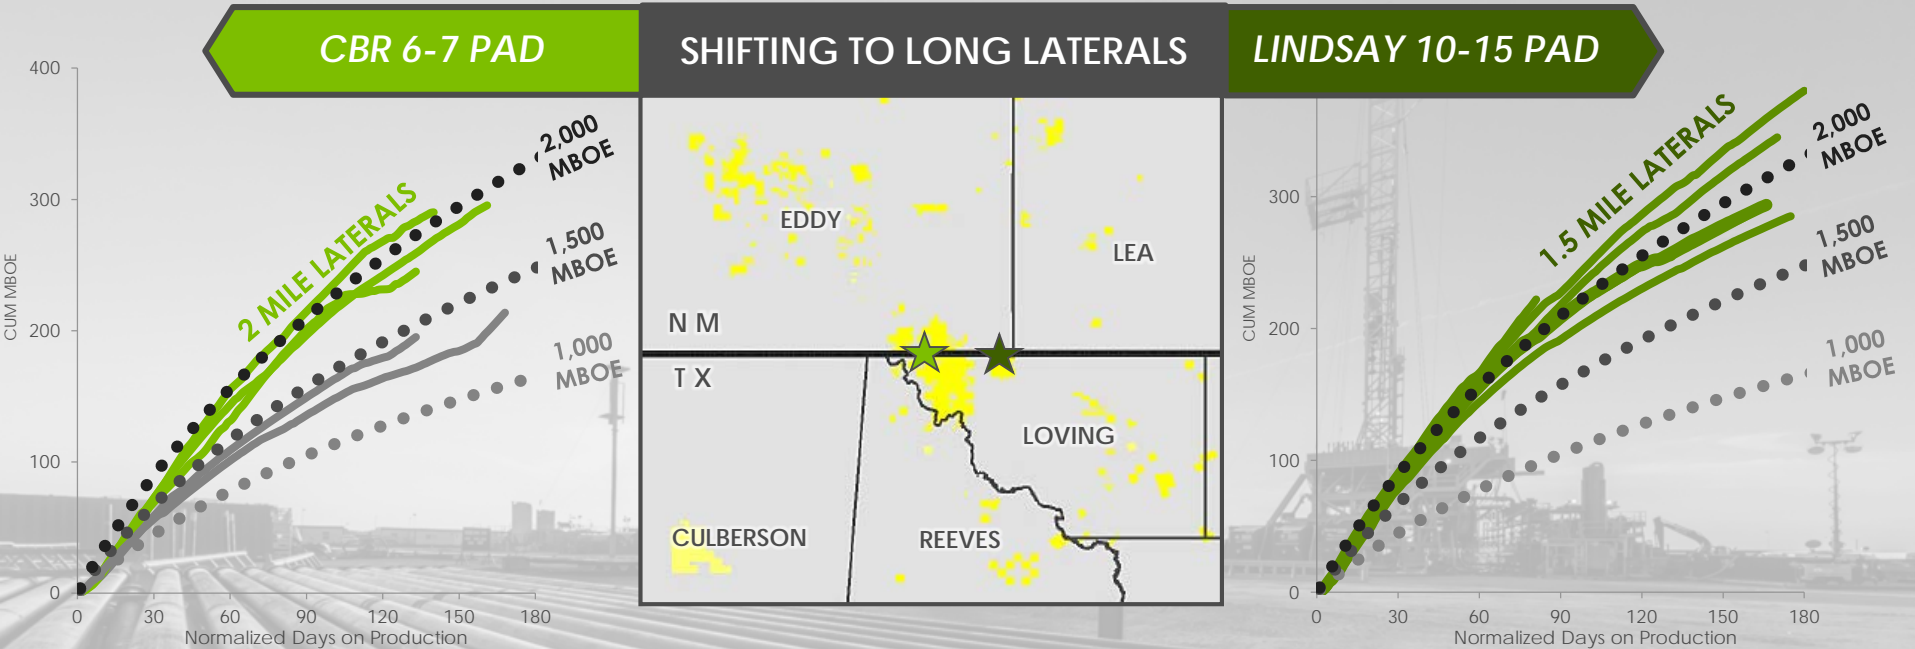 CBR 6-7 PAD
SHIFTING TO LONG LATERALS
LINDSAY 10-15 PAD
400
300
200
100
0
CUM MBOE
0 30 60 90 120 150 180
Normalized Days on Production
2 MILE LATERALS
2,000
MBOE
1,500
MBOE
1,000
MBOE
EDDY
LEA
N M
T X
LOVING
CULBERSON
REEVES
300
200
100
0
CUM MBOE
0 30 60 90 120 150 180
Normalized Days on Production
1.5 MILE LATERALS
2,000
MBOE
1,500
MBOE
1,000
MBOE